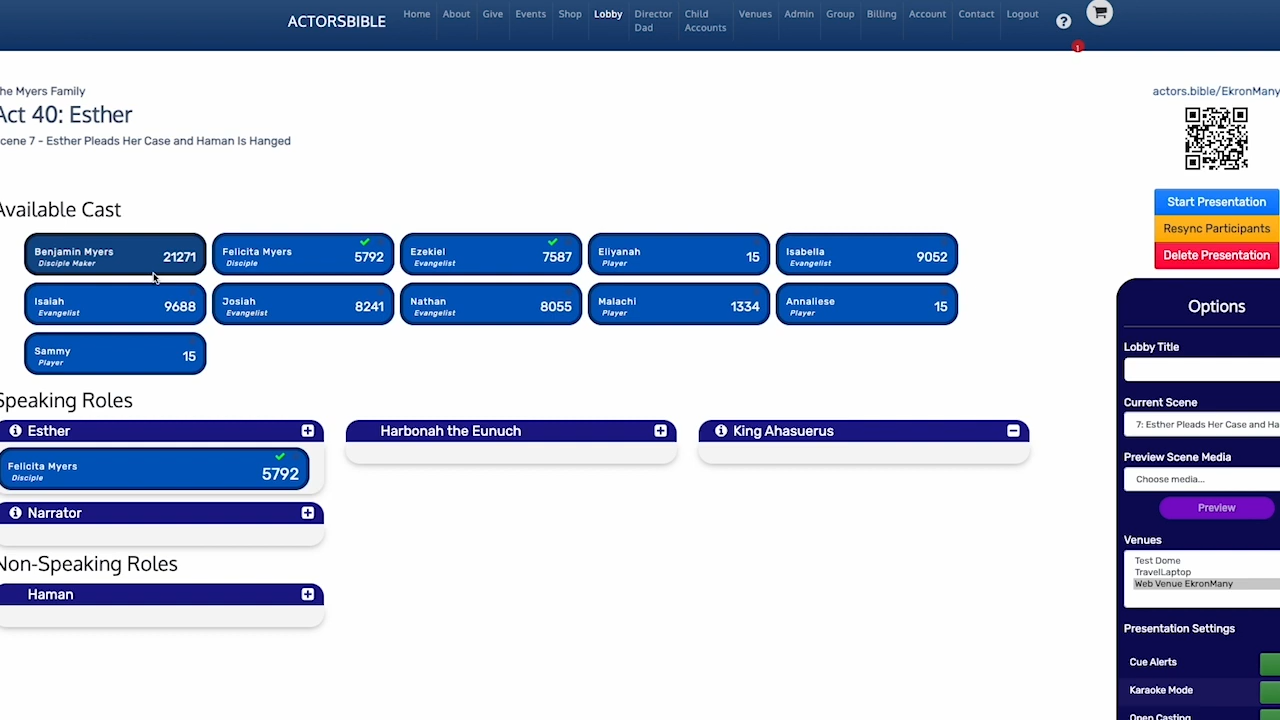 ACTORSBIBLE
Home
About
Give
Events
Shop
Lobby
Director Dad
Child Accounts
Venues
Admin
Group
Billing
Account
Contact
Logout
?
1
he Myers Family
Act 40: Esther
cene 7 - Esther Pleads Her Case and Haman Is Hanged
actors.bible/EkronMany
Start Presentation
Resync Participants
Delete Presentation
Available Cast
Benjamin Myers
Disciple Maker
21271
Felicita Myers
Disciple
5792
Ezekiel
Evangelist
7587
Eliyanah
Player
15
Isabella
Evangelist
9052
Isaiah
Evangelist
9688
Josiah
Evangelist
8241
Nathan
Evangelist
8055
Malachi
Player
1334
Annaliese
Player
15
Sammy
Player
15
Speaking Roles
Esther
Felicita Myers
Disciple
5792
Harbonah the Eunuch
King Ahasuerus
Narrator
Non-Speaking Roles
Haman
Options
Lobby Title
Current Scene
7: Esther Pleads Her Case and Ha
Preview Scene Media
Choose media...
Preview
Venues
Test Dome
TravelLaptop
Web Venue EkronMany
Presentation Settings
Cue Alerts
Karaoke Mode
Open Casting